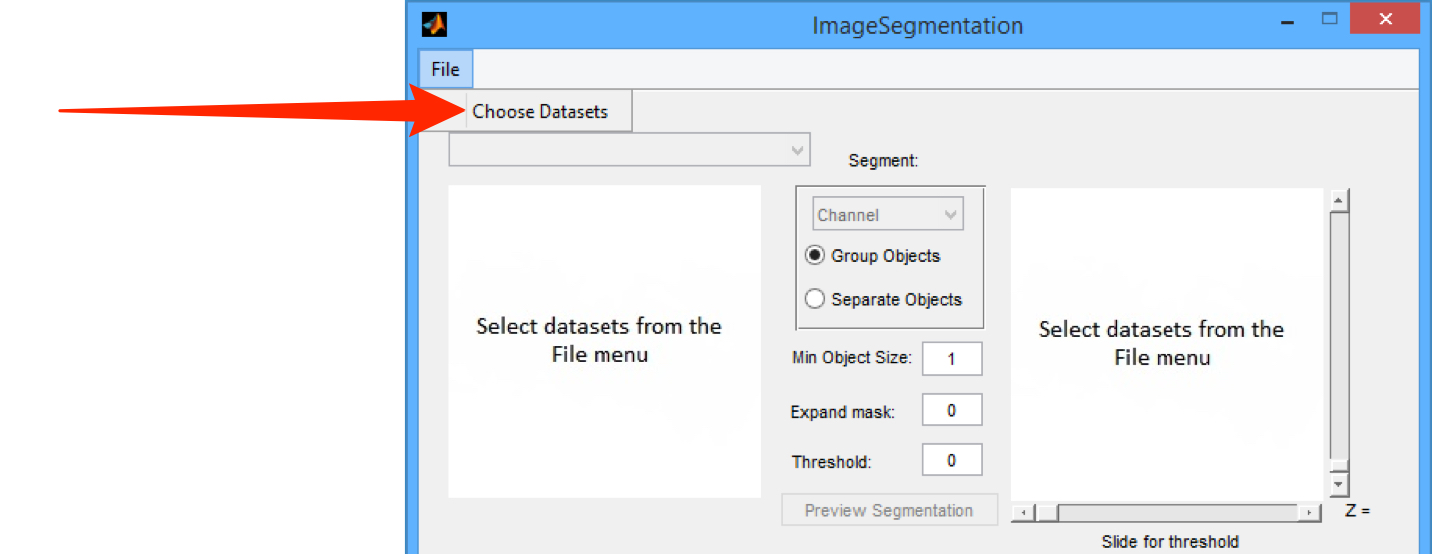 ImageSegmentation
File
Choose Datasets
Segment:
Channel
Group Objects
Separate Objects
Select datasets from the
File menu
Min Object Size: 1
Expand mask: 0
Threshold: 0
Preview Segmentation
Select datasets from the
File menu
Z =
Slide for threshold